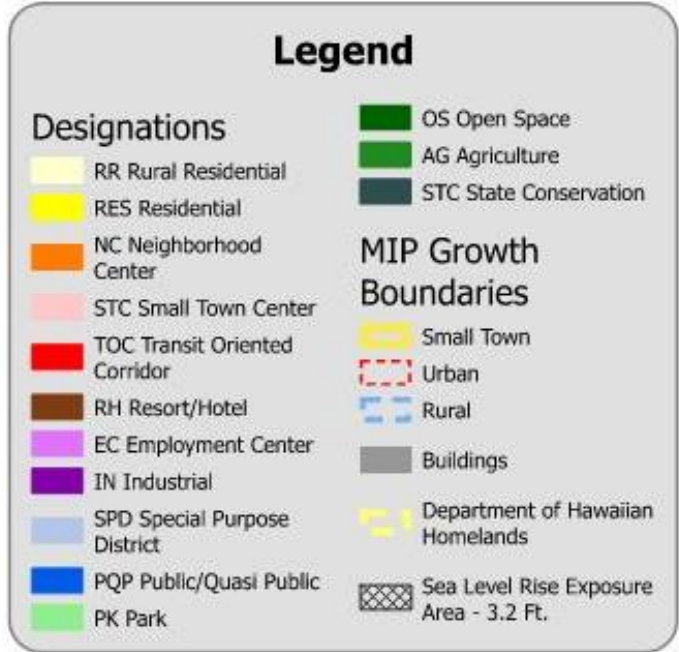 Legend
Designations
RR Rural Residential
RES Residential
NC Neighborhood
Center
STC Small Town Center
TOC Transit Oriented
Corridor
RH Resort/Hotel
EC Employment Center
IN Industrial
SPD Special Purpose
District
PQP Public/Quasi Public
PK Park
OS Open Space
AG Agriculture
STC State Conservation
MIP Growth
Boundaries
Small Town
Urban
Rural
Buildings
Department of Hawaiian
Homelands
Sea Level Rise Exposure
Area - 3.2 Ft.